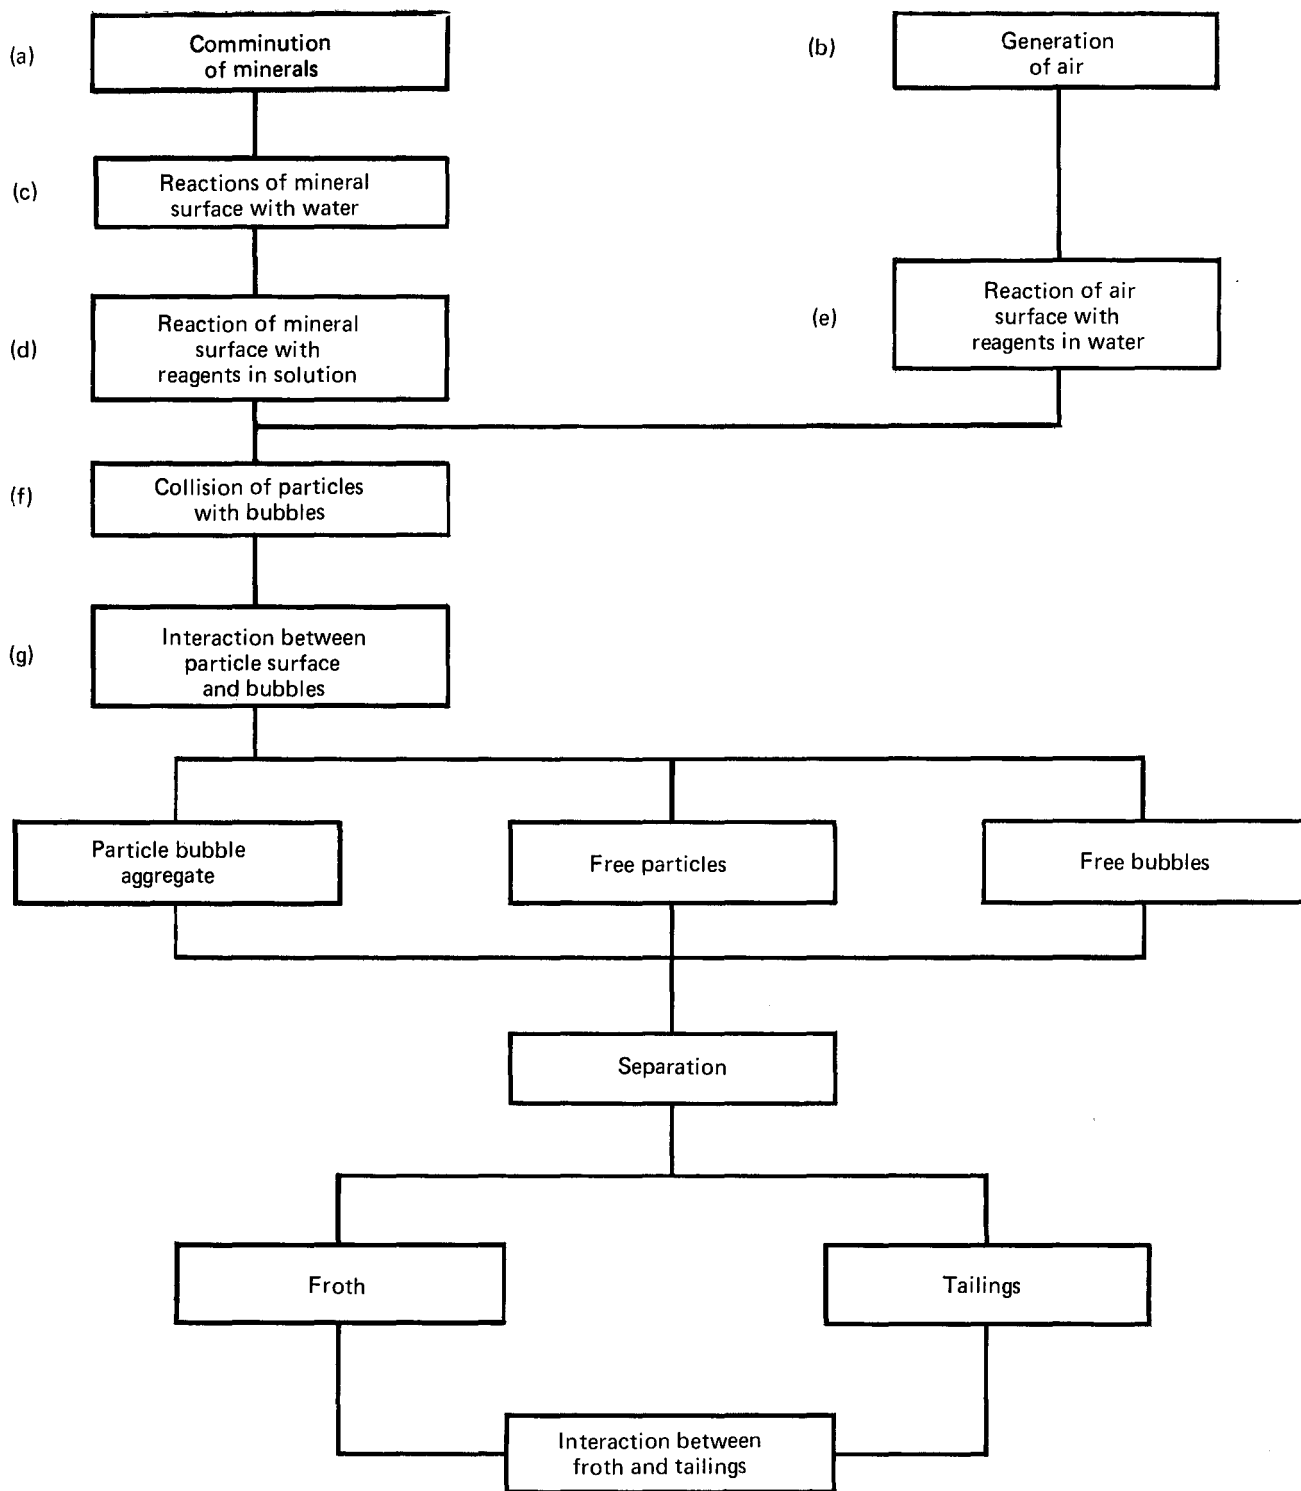 (a)
Comminution
of minerals
(b)
Generation
of air
(c)
Reactions of mineral
surface with water
(d)
Reaction of mineral
surface with
reagents in solution
(e)
Reaction of air
surface with
reagents in water
(f)
Collision of particles
with bubbles
(g)
Interaction between
particle surface
and bubbles
Particle bubble
aggregate
Free particles
Free bubbles
Separation
Froth
Tailings
Interaction between
froth and tailings